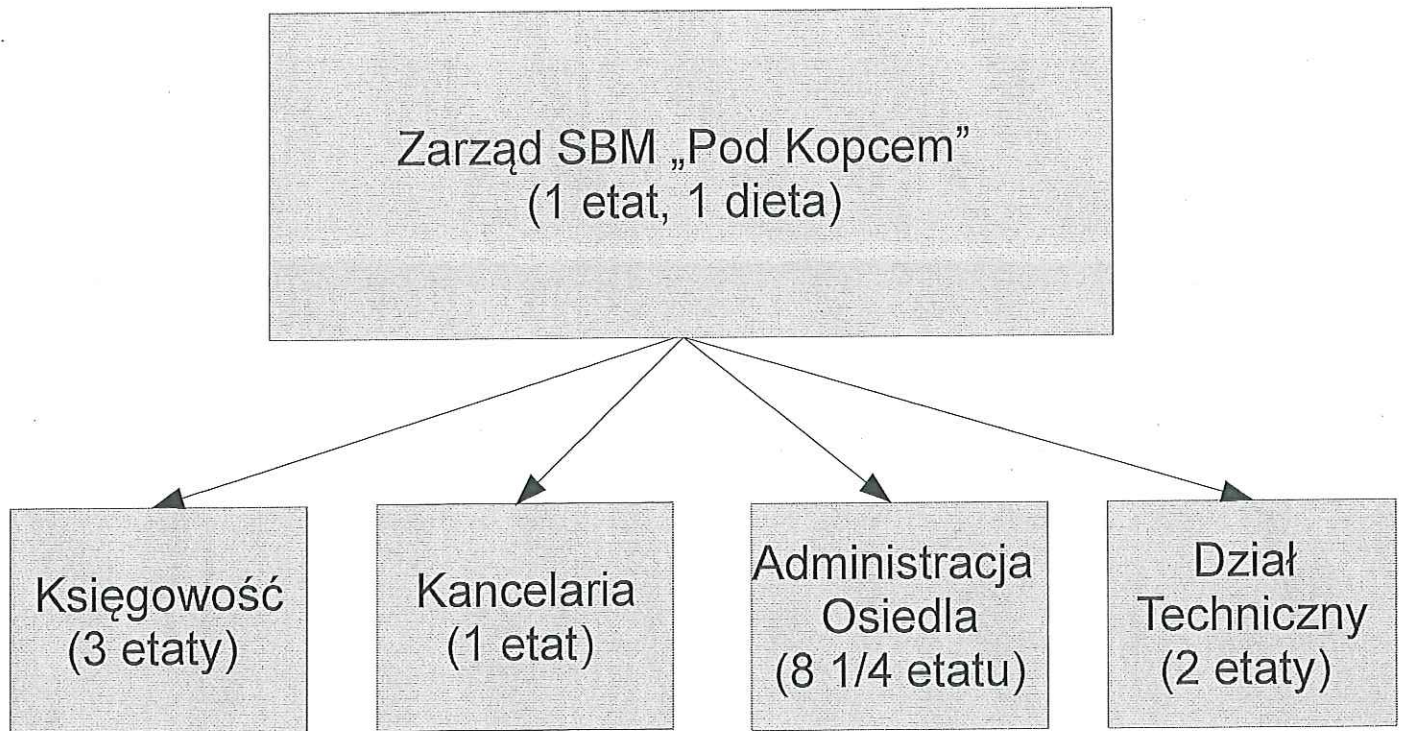 Zarząd SBM „Pod Kopcem”
(1 etat, 1 dieta)
Księgowość
(3 etaty)
Kancelaria
(1 etat)
Administracja
Osiedla
(8 1/4 etatu)
Dział
Techniczny
(2 etaty)